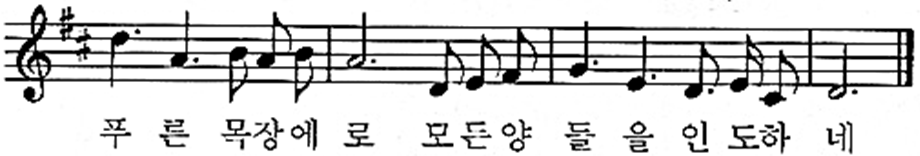 푸 른 목장에 로 모든양 들 을 인 도하 네